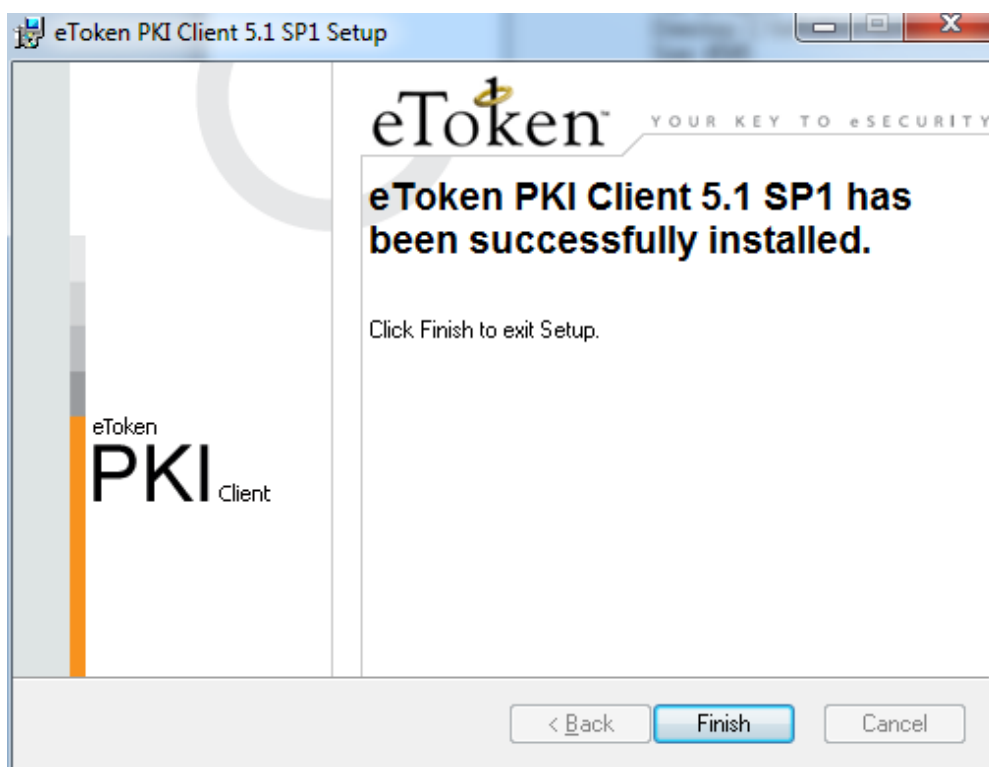 eToken PKI Client 5.1 SP1 Setup
eToken™ YOUR KEY TO eSECURITY
eToken PKI Client 5.1 SP1 has
been successfully installed.
Click Finish to exit Setup.
eToken
PKI Client
< Back Finish Cancel